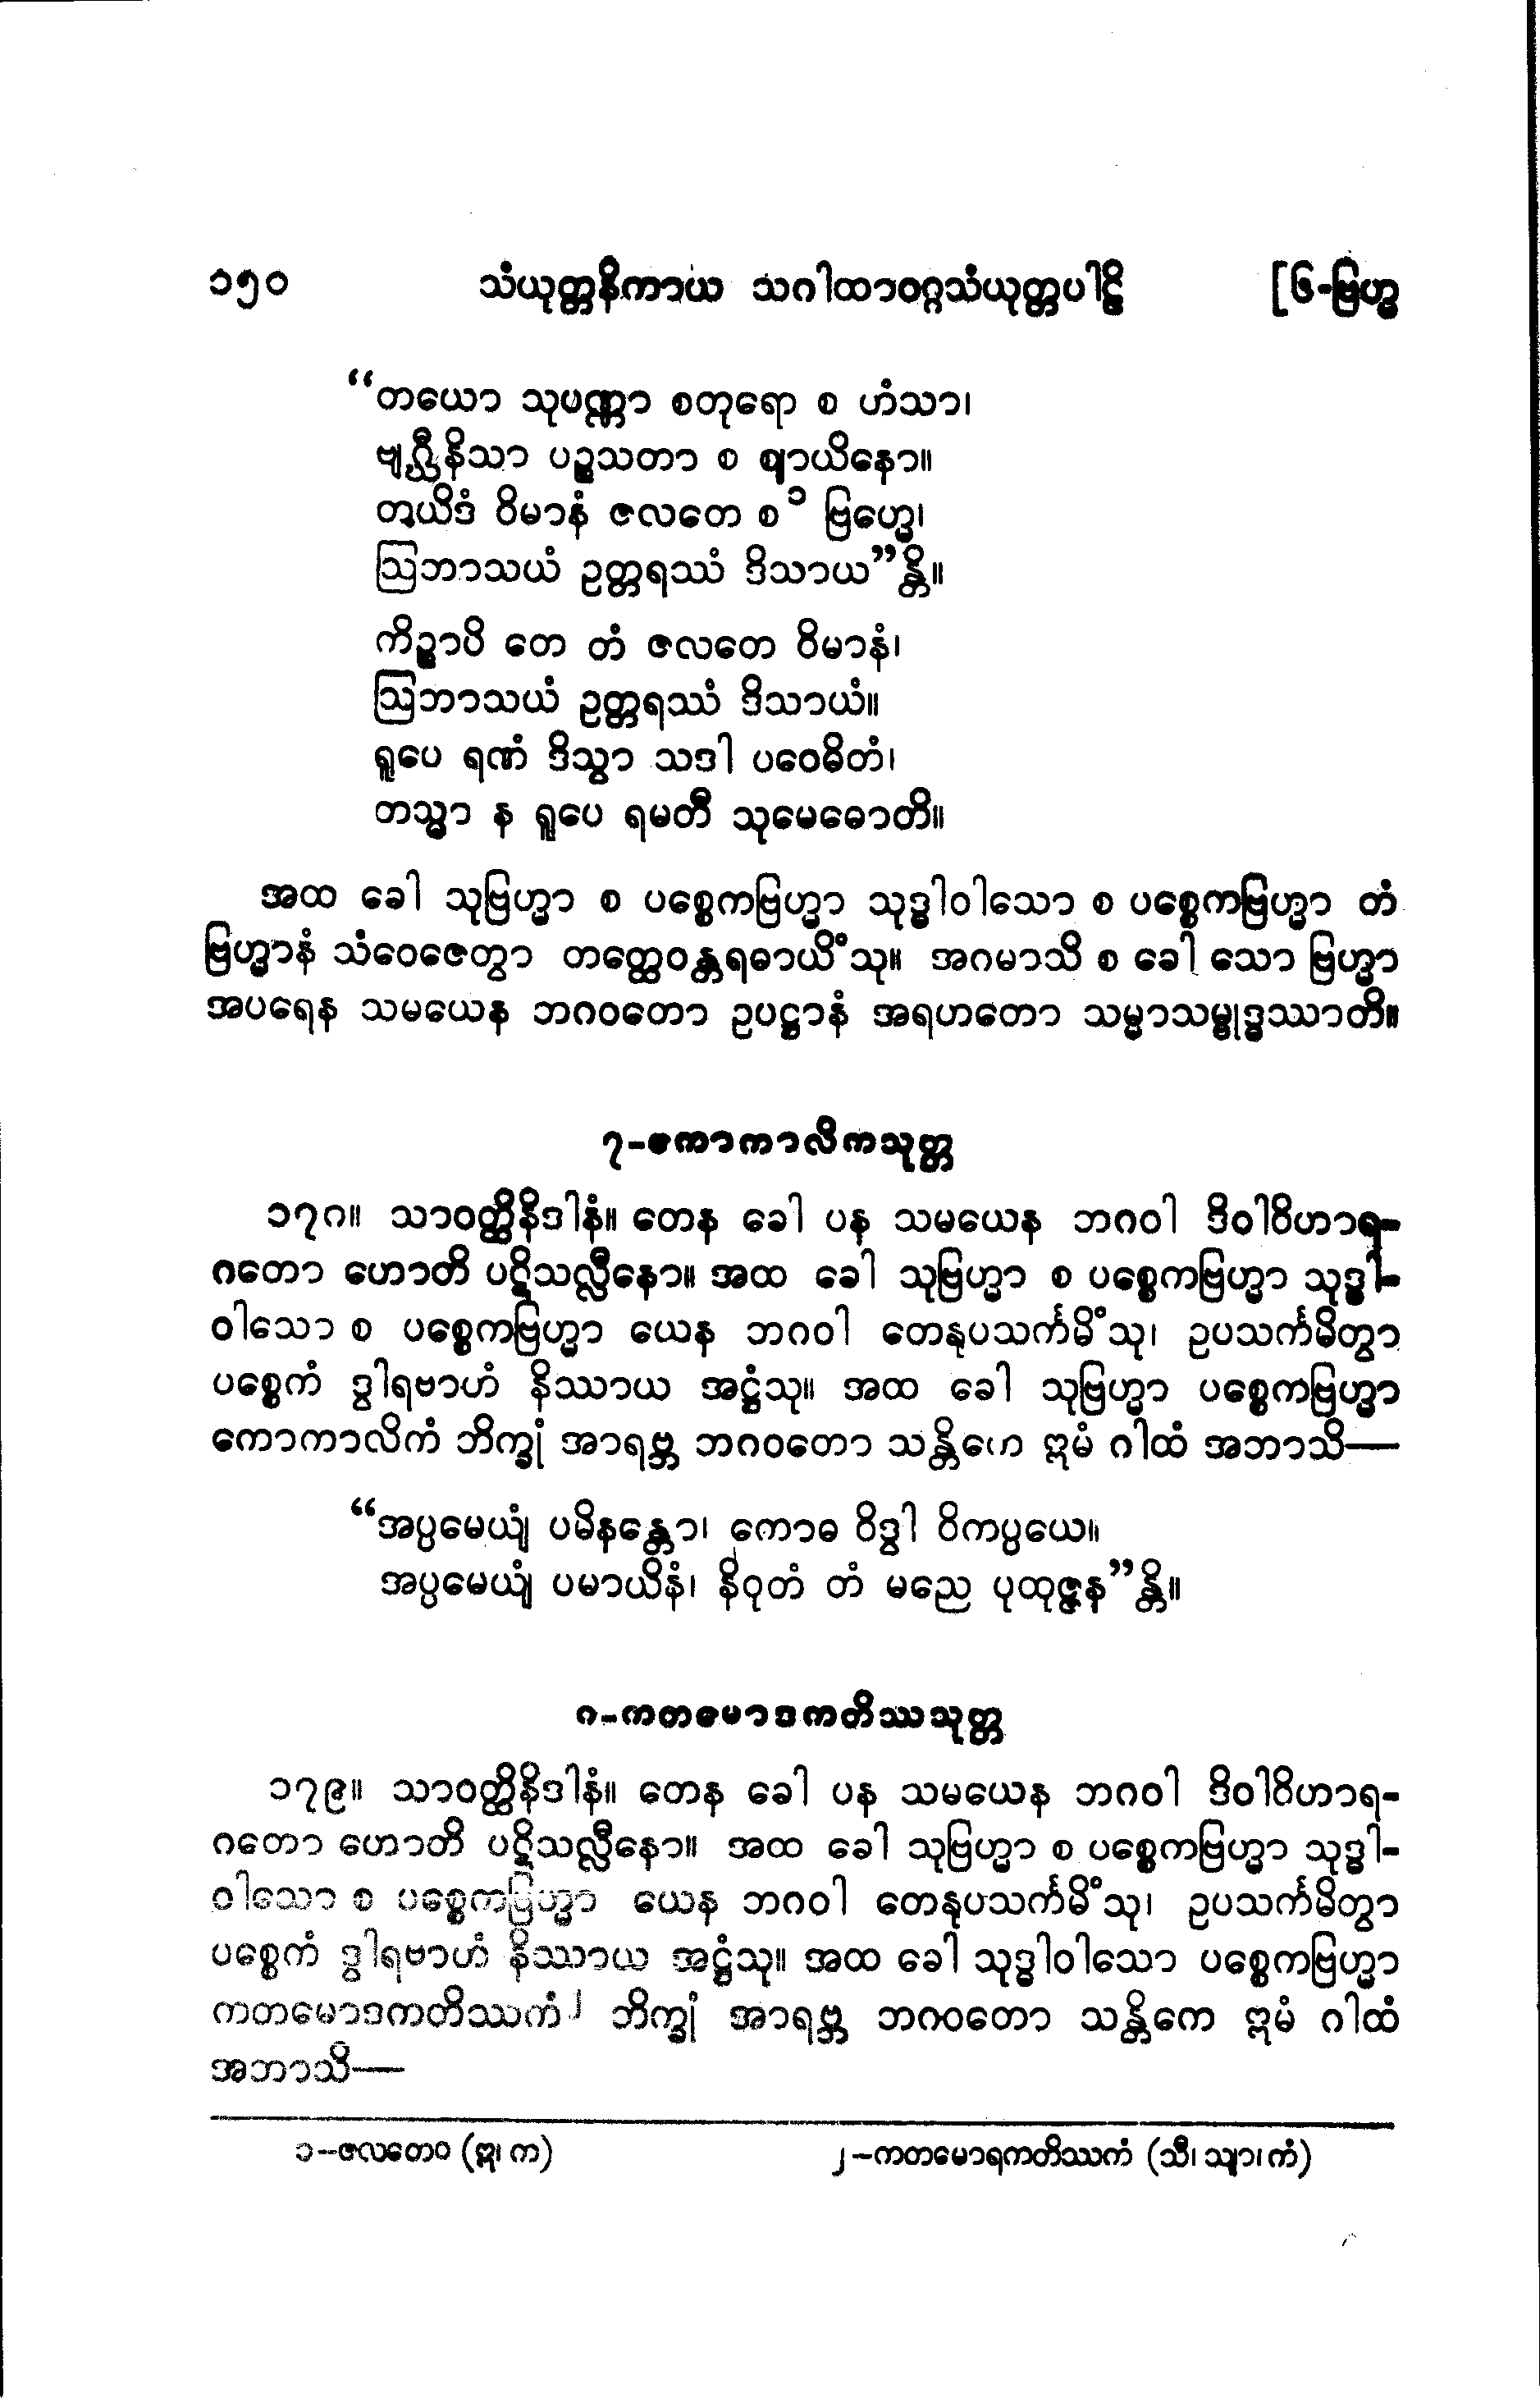 ၁၅၀ သံယုတ္တနိကာယ သဂါထာဝဂ္ဂသံယုတ္တပါဠိ [၆-ဗြဟ္မ
“တယော သုပဏ္ဏာ စတုရော စ ဟံသာ၊
ဗျဂ္ဃီနိသာ ပဉ္စသတာ စ ဈာယိနော။
တယိဒံ ဝိမာနံ ဇလတေ စ ၁ ဗြဟ္မေ၊
ဩဘာသယံ ဥတ္တရဿံ ဒိသာယ”န္တိ။
ကိဉ္စာပိ တေ တံ ဇလတေ ဝိမာနံ၊
ဩဘာသယံ ဥတ္တရဿံ ဒိသာယံ။
ရူပေ ရဏံ ဒိသွာ သဒါ ပဝေဓိတံ၊
တသ္မာ န ရူပေ ရမတီ သုမေဓောတိ။
အထ ခေါ သုဗြဟ္မာ စ ပစ္စေကဗြဟ္မာ သုဒ္ဓါဝါသော စ ပစ္စေကဗြဟ္မာ တံ
ဗြဟ္မာနံ သံဝေဇေတွာ တတ္ထေဝန္တရဓာယိံသု။ အဂမာသိ စ ခေါ သော ဗြဟ္မာ
အပရေန သမယေန ဘဂဝတော ဥပဋ္ဌာနံ အရဟတော သမ္မာသမ္ဗုဒ္ဓဿာတိ။
၇-ကောကာလိကသုတ္တ
၁၇၈။ သာဝတ္ထိနိဒါနံ။ တေန ခေါ ပန သမယေန ဘဂဝါ ဒိဝါဝိဟာရ-
ဂတော ဟောတိ ပဋိသလ္လီနော။ အထ ခေါ သုဗြဟ္မာ စ ပစ္စေကဗြဟ္မာ သုဒ္ဓါ-
ဝါသော စ ပစ္စေကဗြဟ္မာ ယေန ဘဂဝါ တေနုပသင်္ကမိံသု၊ ဥပသင်္ကမိတွာ
ပစ္စေကံ ဒွါရဗာဟံ နိဿာယ အဋ္ဌံသု။ အထ ခေါ သုဗြဟ္မာ ပစ္စေကဗြဟ္မာ
ကောကာလိကံ ဘိက္ခုံ အာရဗ္ဘ ဘဂဝတော သန္တိကေ ဣမံ ဂါထံ အဘာသိ—
“အပ္ပမေယျံ ပမိနန္တော၊ ကောဓ ဝိဒွါ ဝိကပ္ပယေ။
အပ္ပမေယျံ ပမာယိနံ၊ နိဝုတံ တံ မညေ ပုထုဇ္ဇန”န္တိ။
၈-ကတမောဒကတိဿသုတ္တ
၁၇၉။ သာဝတ္ထိနိဒါနံ။ တေန ခေါ ပန သမယေန ဘဂဝါ ဒိဝါဝိဟာရ-
ဂတော ဟောတိ ပဋိသလ္လီနော။ အထ ခေါ သုဗြဟ္မာ စ ပစ္စေကဗြဟ္မာ သုဒ္ဓါ-
ဝါသော စ ပစ္စေကဗြဟ္မာ ယေန ဘဂဝါ တေနုပသင်္ကမိံသု၊ ဥပသင်္ကမိတွာ
ပစ္စေကံ ဒွါရဗာဟံ နိဿာယ အဋ္ဌံသု။ အထ ခေါ သုဒ္ဓါဝါသော ပစ္စေကဗြဟ္မာ
ကတမောဒကတိဿကံ ၂ ဘိက္ခုံ အာရဗ္ဘ ဘဂဝတော သန္တိကေ ဣမံ ဂါထံ
အဘာသိ—
၁-ဇလတေဝ (ဣ၊ က) ၂-ကတမောရကတိဿကံ (သီ၊ သျာ၊ ကံ)